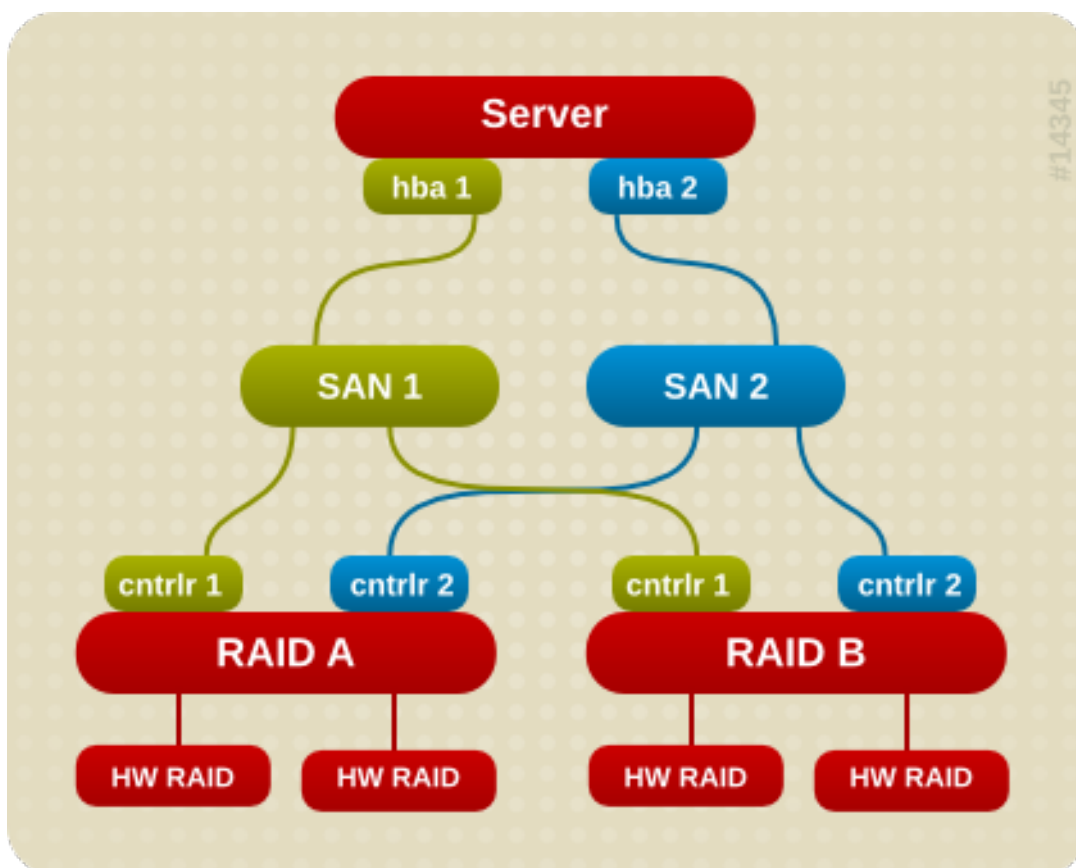 Server
#14345
hba 1
hba 2
SAN 1
SAN 2
cntrlr 1
cntrlr 2
cntrlr 1
cntrlr 2
RAID A
RAID B
HW RAID
HW RAID
HW RAID
HW RAID